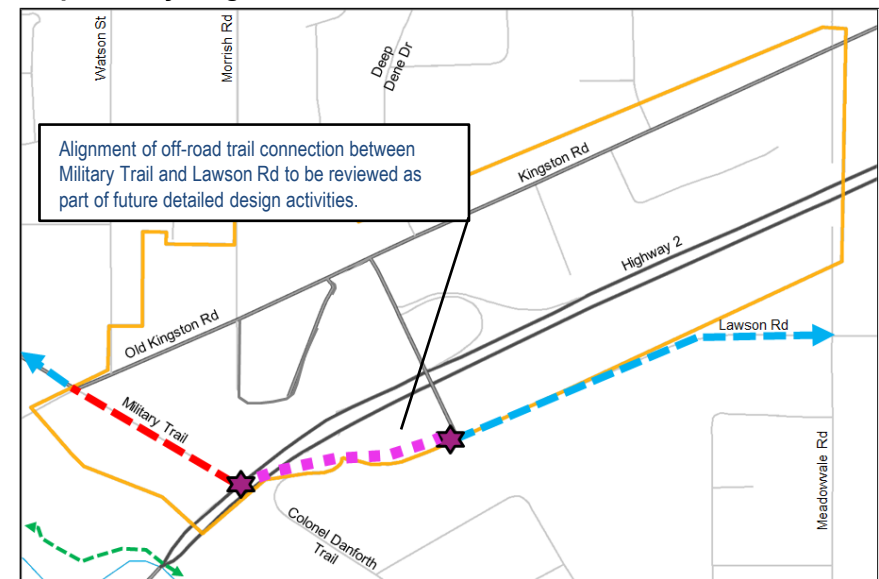 Watson St
Morrish Rd
Deep
Dene Dr
Alignment of off-road trail connection between
Military Trail and Lawson Rd to be reviewed as
part of future detailed design activities.
Kingston Rd
Highway 2
Old Kingston Rd
Lawson Rd
Military Trail
Meadowvale Rd
Colonel Danforth
Trail